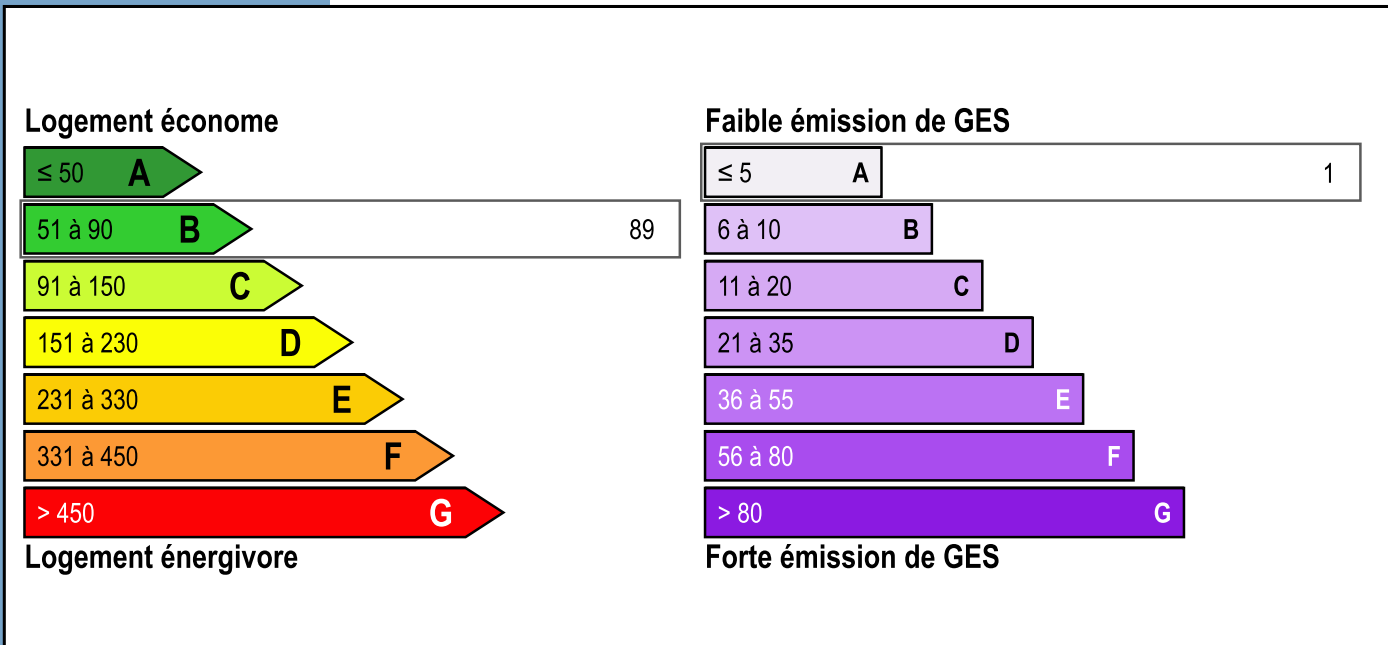 Logement économe
≤ 50 A
51 à 90 B 89
91 à 150 C
151 à 230 D
231 à 330 E
331 à 450 F
> 450 G
Logement énergivore
Faible émission de GES
≤ 5 A 1
6 à 10 B
11 à 20 C
21 à 35 D
36 à 55 E
56 à 80 F
> 80 G
Forte émission de GES